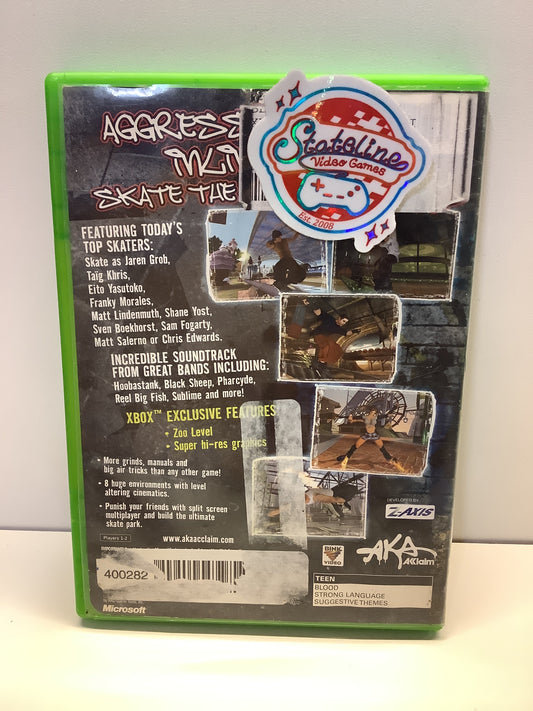 AGGRESS
INLI
SKATE THE
Stateline
Video Games
Est. 2008
FEATURING TODAY'S
TOP SKATERS:
Skate as Jaren Grob,
Taïg Khris,
Eito Yasutoko,
Franky Morales,
Matt Lindenmuth, Shane Yost,
Sven Boekhorst, Sam Fogarty,
Matt Salerno or Chris Edwards.
INCREDIBLE SOUNDTRACK
FROM GREAT BANDS INCLUDING:
Hoobastank, Black Sheep, Pharcyde,
Reel Big Fish, Sublime and more!
XBOX™ EXCLUSIVE FEATURES
• Zoo Level
• Super hi-res graphics
• More grinds, manuals and
big air tricks than any other game!
• 8 huge environments with level
altering cinematics.
• Punish your friends with split screen
multiplayer and build the ultimate
skate park.
Players 1-2
www.akaacclaim.com
DEVELOPED BY
Z-AXIS
BINK
VIDEO
AKA
Acclaim
400282
Microsoft
TEEN
BLOOD
STRONG LANGUAGE
SUGGESTIVE THEMES